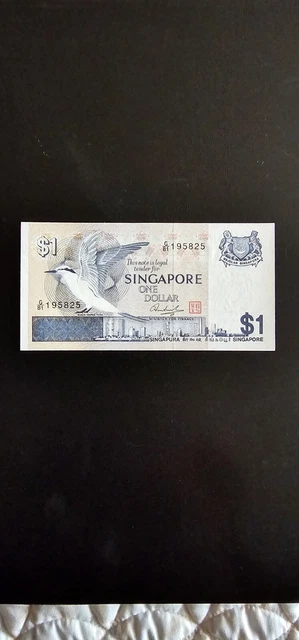 $1
This note is legal
tender for
SINGAPORE
ONE
DOLLAR
C/81 195825
C/81 195825
MINISTER FOR FINANCE
$1
SINGAPURA
SINGAPORE